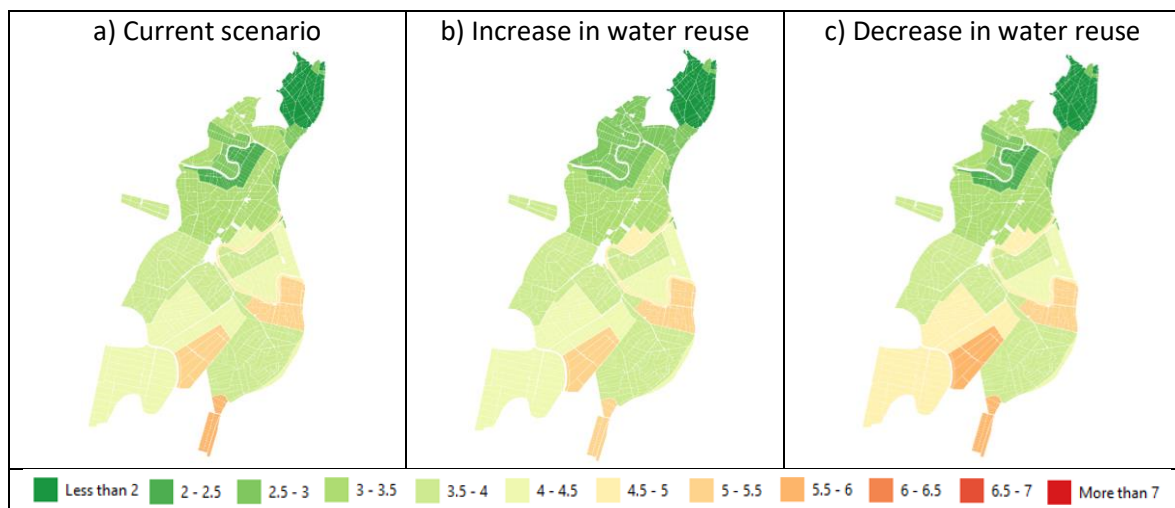 a) Current scenario
b) Increase in water reuse
c) Decrease in water reuse
Less than 2
2 - 2.5
2.5 - 3
3 - 3.5
3.5 - 4
4 - 4.5
4.5 - 5
5 - 5.5
5.5 - 6
6 - 6.5
6.5 - 7
More than 7